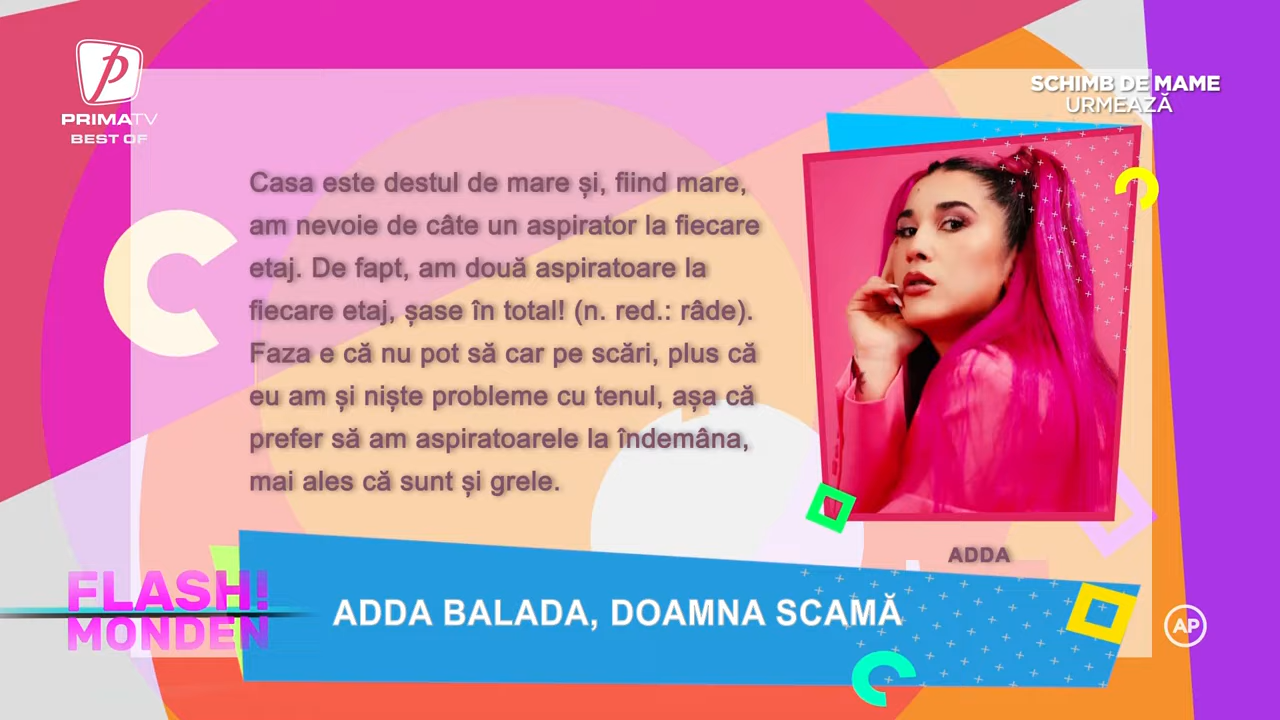 PRIMATV
BEST OF
SCHIMB DE MAME
URMEAZĂ
Casa este destul de mare și, fiind mare,
am nevoie de câte un aspirator la fiecare
etaj. De fapt, am două aspiratoare la
fiecare etaj, șase în total! (n. red.: râde).
Faza e că nu pot să car pe scări, plus că
eu am și niște probleme cu tenul, așa că
prefer să am aspiratoarele la îndemâna,
mai ales că sunt și grele.
ADDA
FLASH!
MONDEN
ADDA BALADA, DOAMNA SCAMĂ
AP